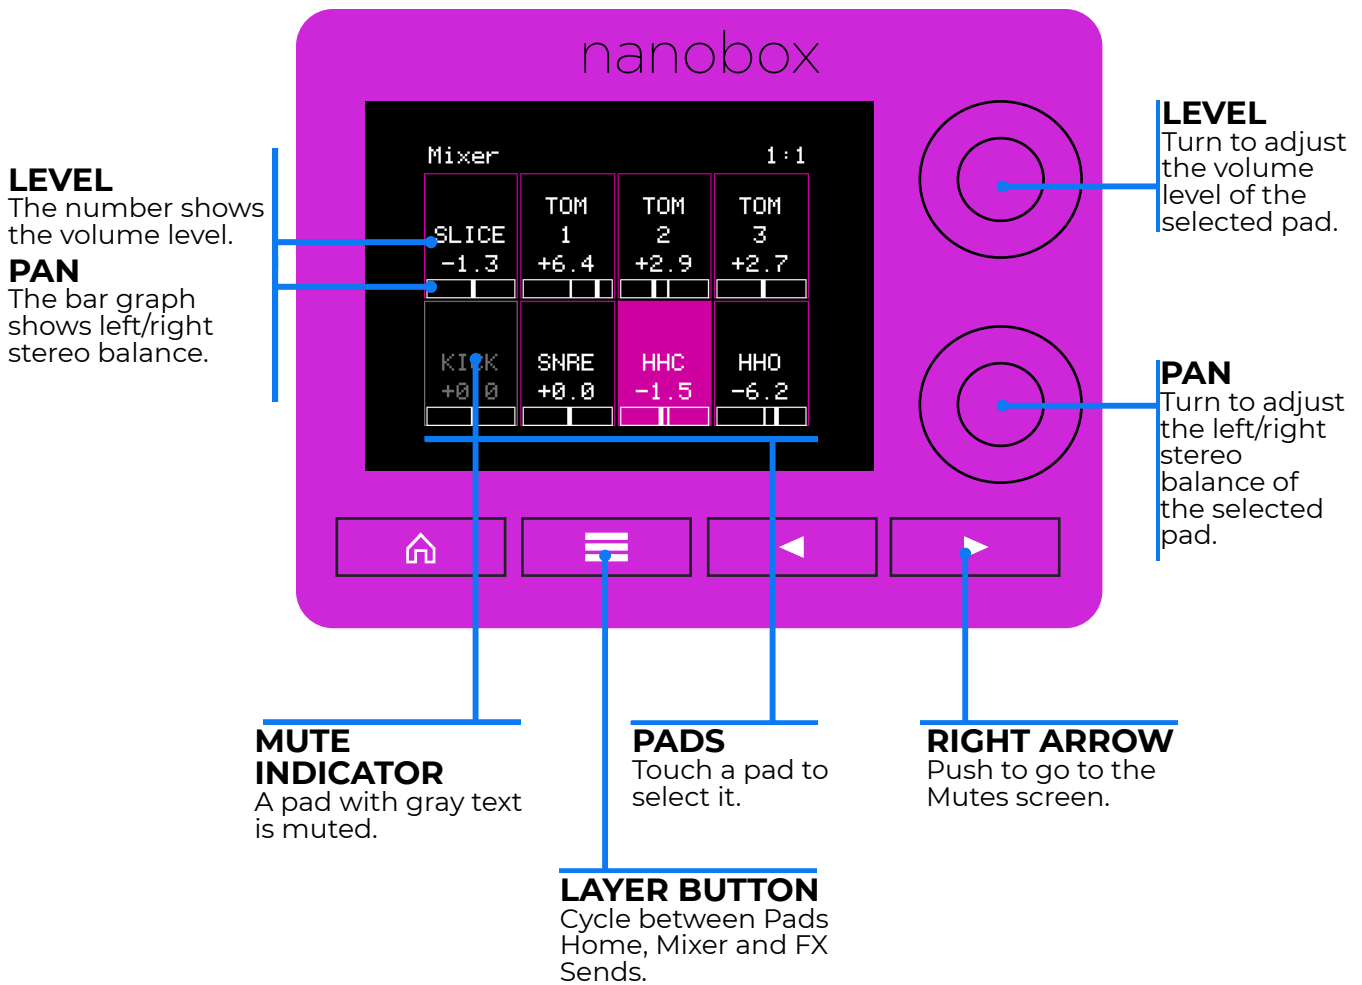 nanobox
Mixer 1:1
SLICE
-1.3
TOM
1
+6.4
TOM
2
+2.9
TOM
3
+2.7
KICK
+0.0
SNRE
+0.0
HHC
-1.5
HHO
-6.2
LEVEL
The number shows
the volume level.
PAN
The bar graph
shows left/right
stereo balance.
LEVEL
Turn to adjust
the volume
level of the
selected pad.
PAN
Turn to adjust
the left/right
stereo
balance of
the selected
pad.
MUTE
INDICATOR
A pad with gray text
is muted.
PADS
Touch a pad to
select it.
RIGHT ARROW
Push to go to the
Mutes screen.
LAYER BUTTON
Cycle between Pads
Home, Mixer and FX
Sends.